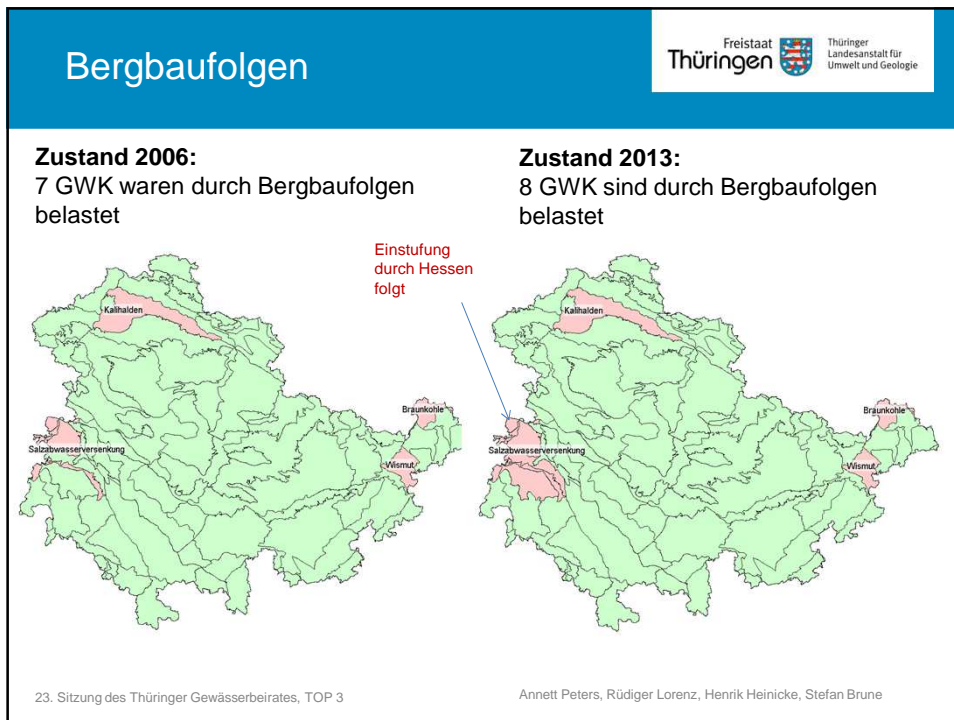 Bergbaufolgen
Freistaat
Thüringen
Thüringer
Landesanstalt für
Umwelt und Geologie
Zustand 2006:
7 GWK waren durch Bergbaufolgen
belastet
Zustand 2013:
8 GWK sind durch Bergbaufolgen
belastet
Einstufung
durch Hessen
folgt
Kalihalden
Braunkohle
Salzabwasserversenkung
Wismut
Kalihalden
Braunkohle
Salzabwasserversenkung
Wismut
23. Sitzung des Thüringer Gewässerbeirates, TOP 3
Annett Peters, Rüdiger Lorenz, Henrik Heinicke, Stefan Brune